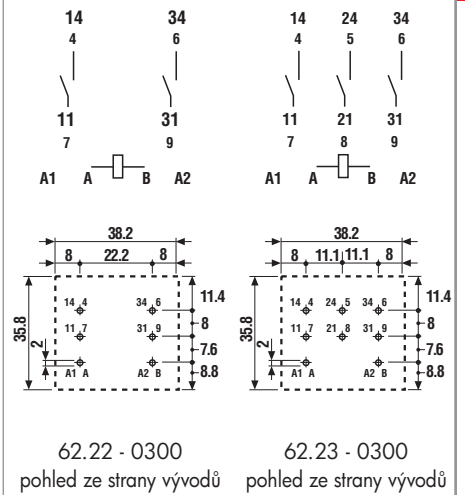 14 34
4 6
11 31
7 9
A1 A B A2
38.2
8 22.2 8
35.8
2
14 4 34 6
11 7 31 9
A1 A A2 B
11.4
8
7.6
8.8
62.22 - 0300
pohled ze strany vývodů
14 24 34
4 5 6
11 21 31
7 8 9
A1 A B A2
38.2
8 11.1 11.1 8
35.8
2
14 4 24 5 34 6
11 7 21 8 31 9
A1 A A2 B
11.4
8
7.6
8.8
62.23 - 0300
pohled ze strany vývodů